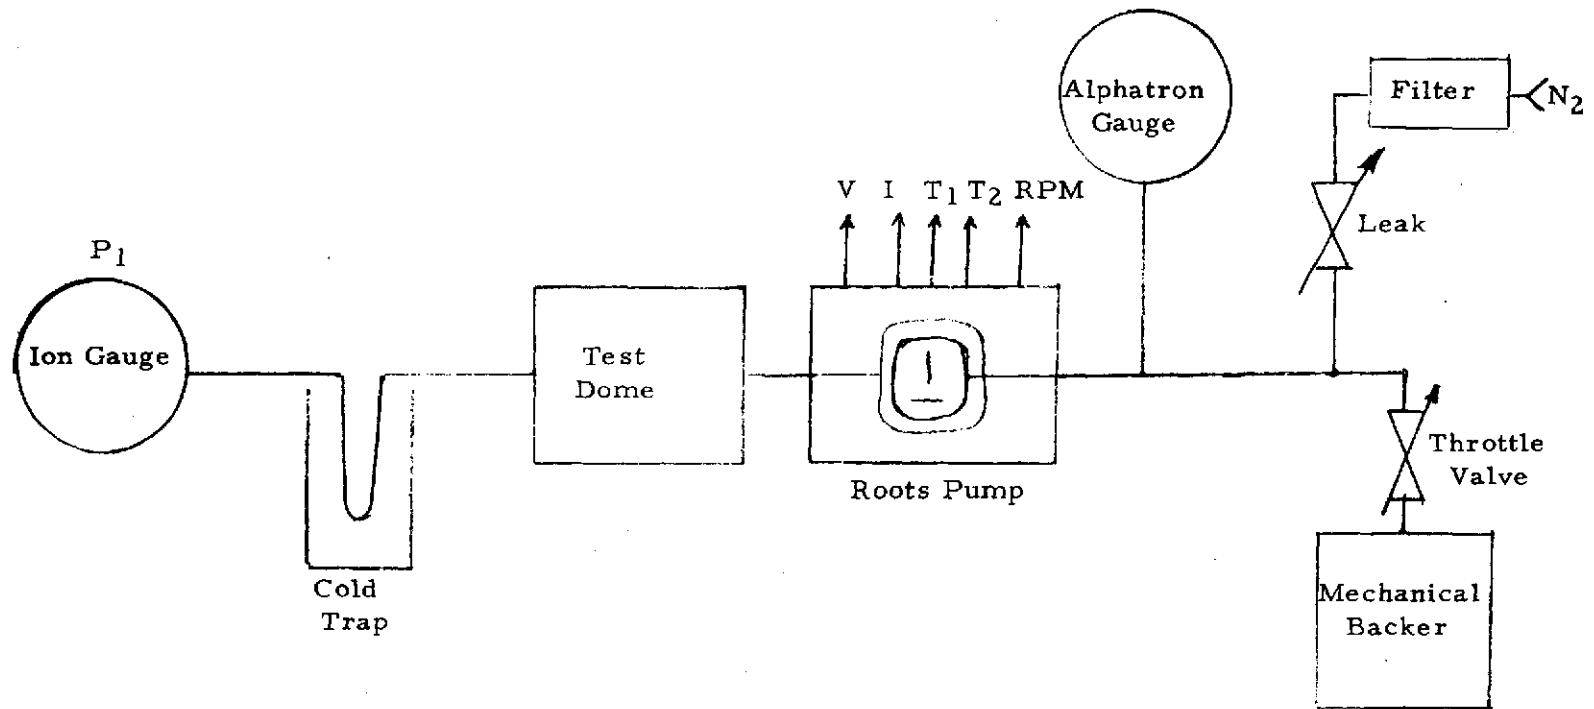 P1
Ion Gauge
Cold
Trap
Test
Dome
V I T1 T2 RPM
Roots Pump
Alphatron
Gauge
Filter
N2
Leak
Throttle
Valve
Mechanical
Backer